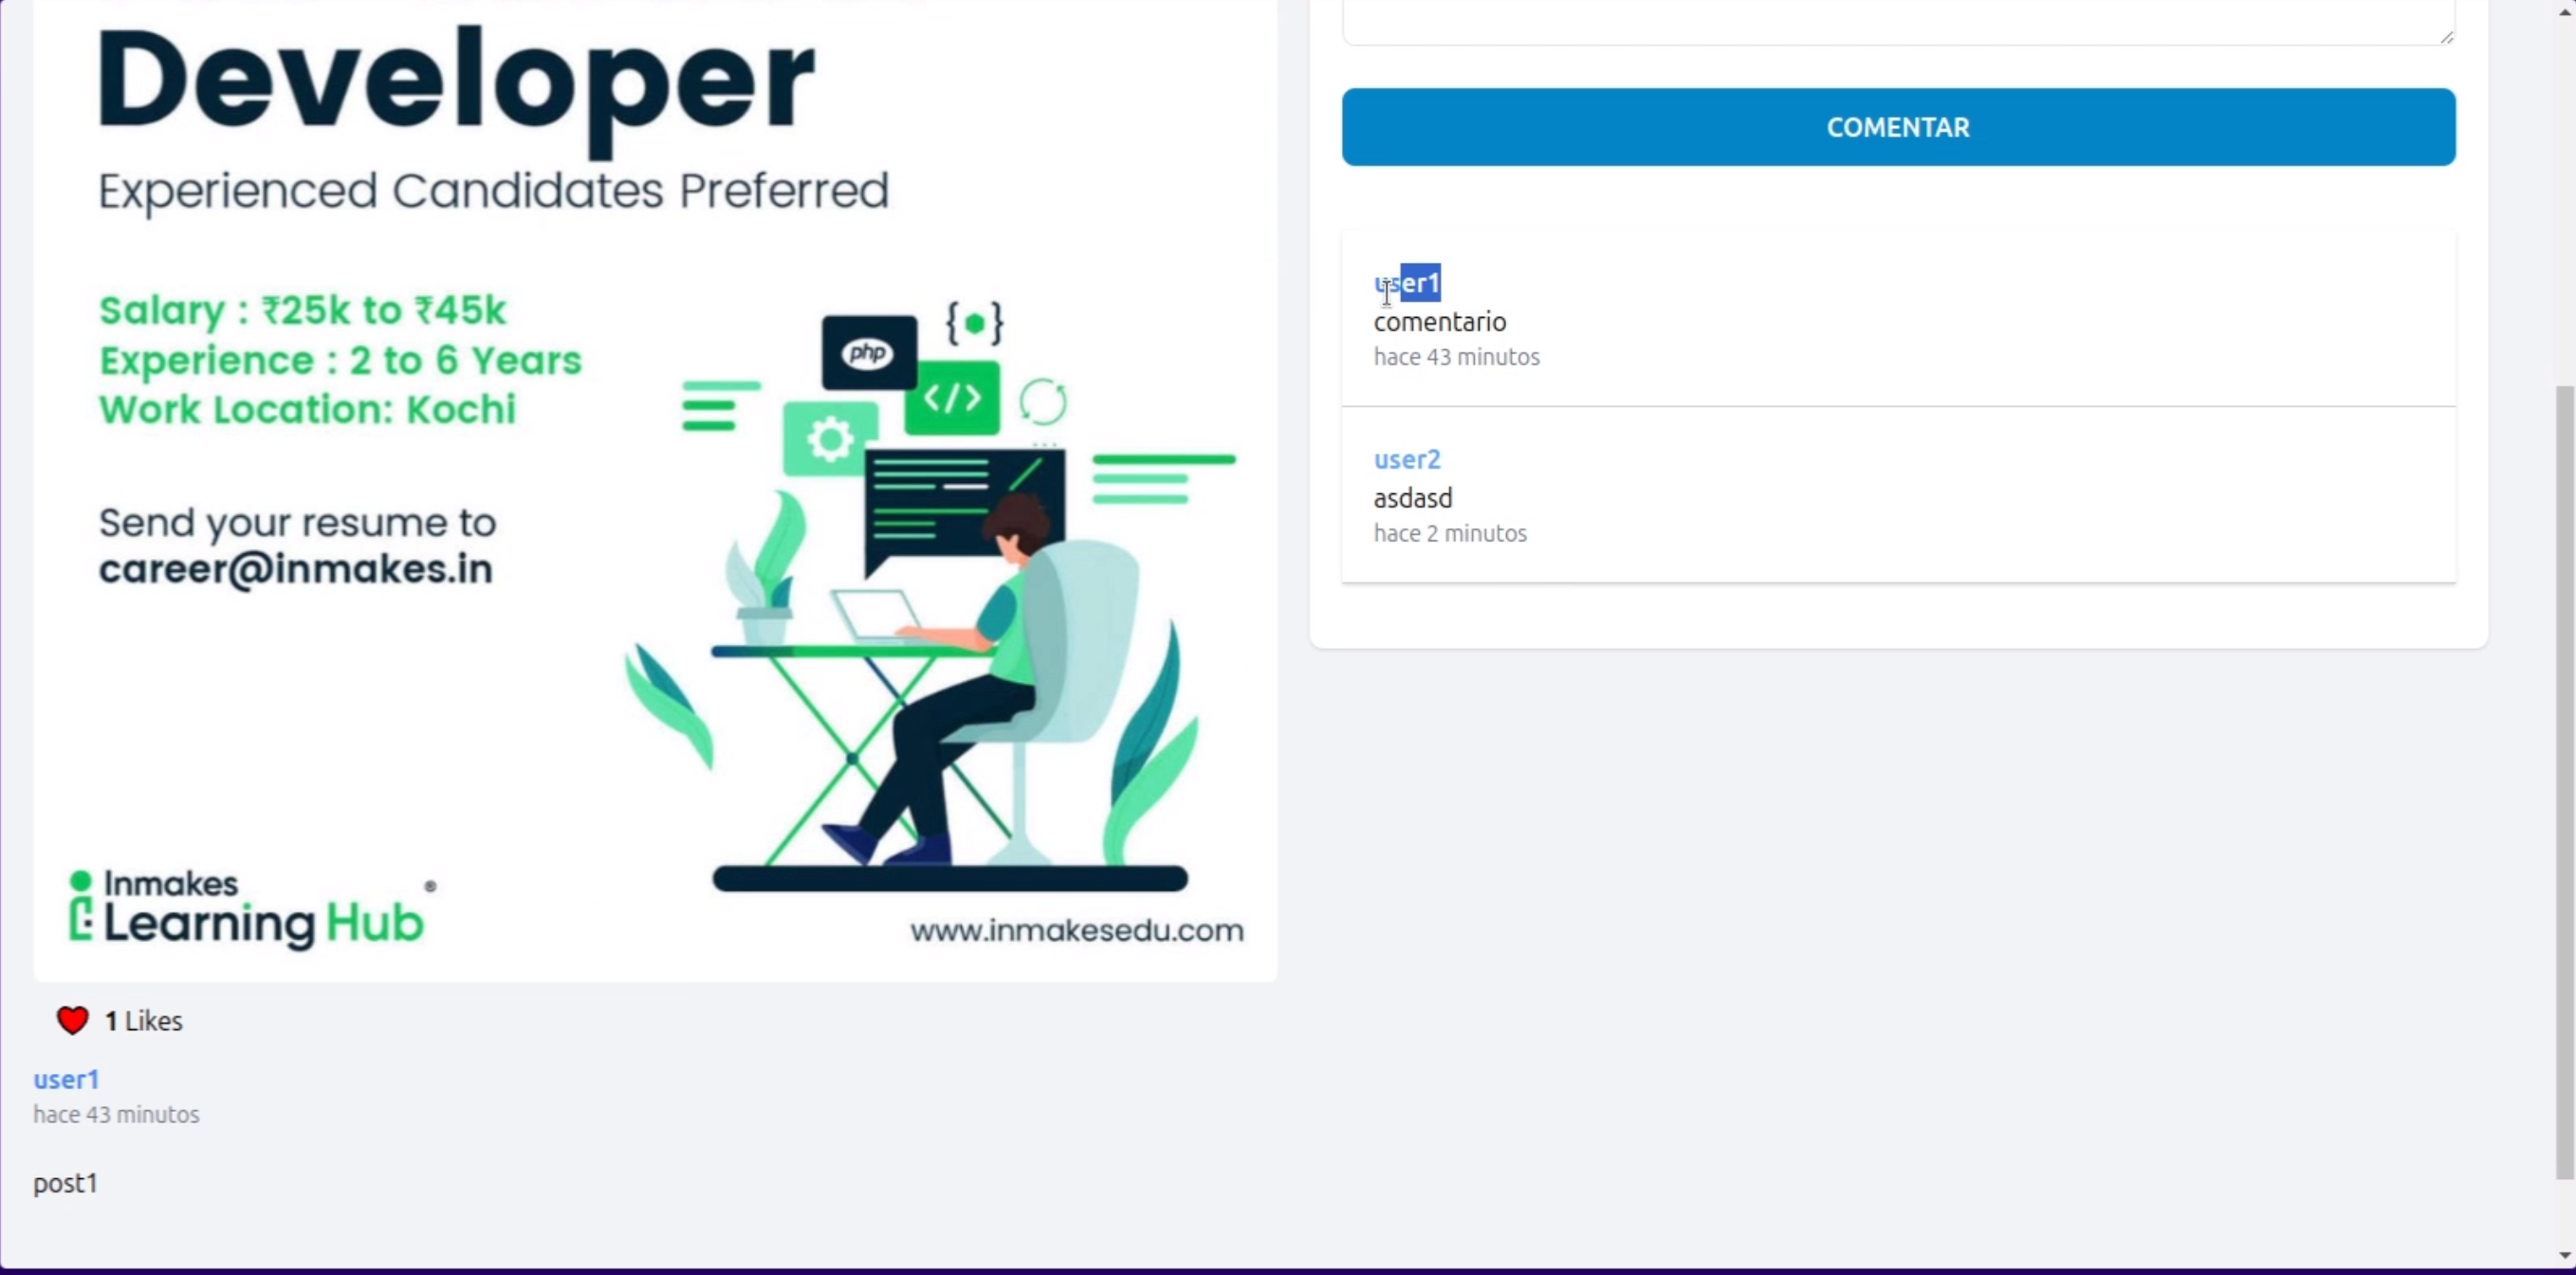 Developer
Experienced Candidates Preferred
Salary : ₹25k to ₹45k
Experience : 2 to 6 Years
Work Location: Kochi
Send your resume to
career@inmakes.in
php
{ }
</>
Inmakes
Learning Hub ®
www.inmakesedu.com
1 Likes
user1
hace 43 minutos
post1
COMENTAR
user1
comentario
hace 43 minutos
user2
asdasd
hace 2 minutos